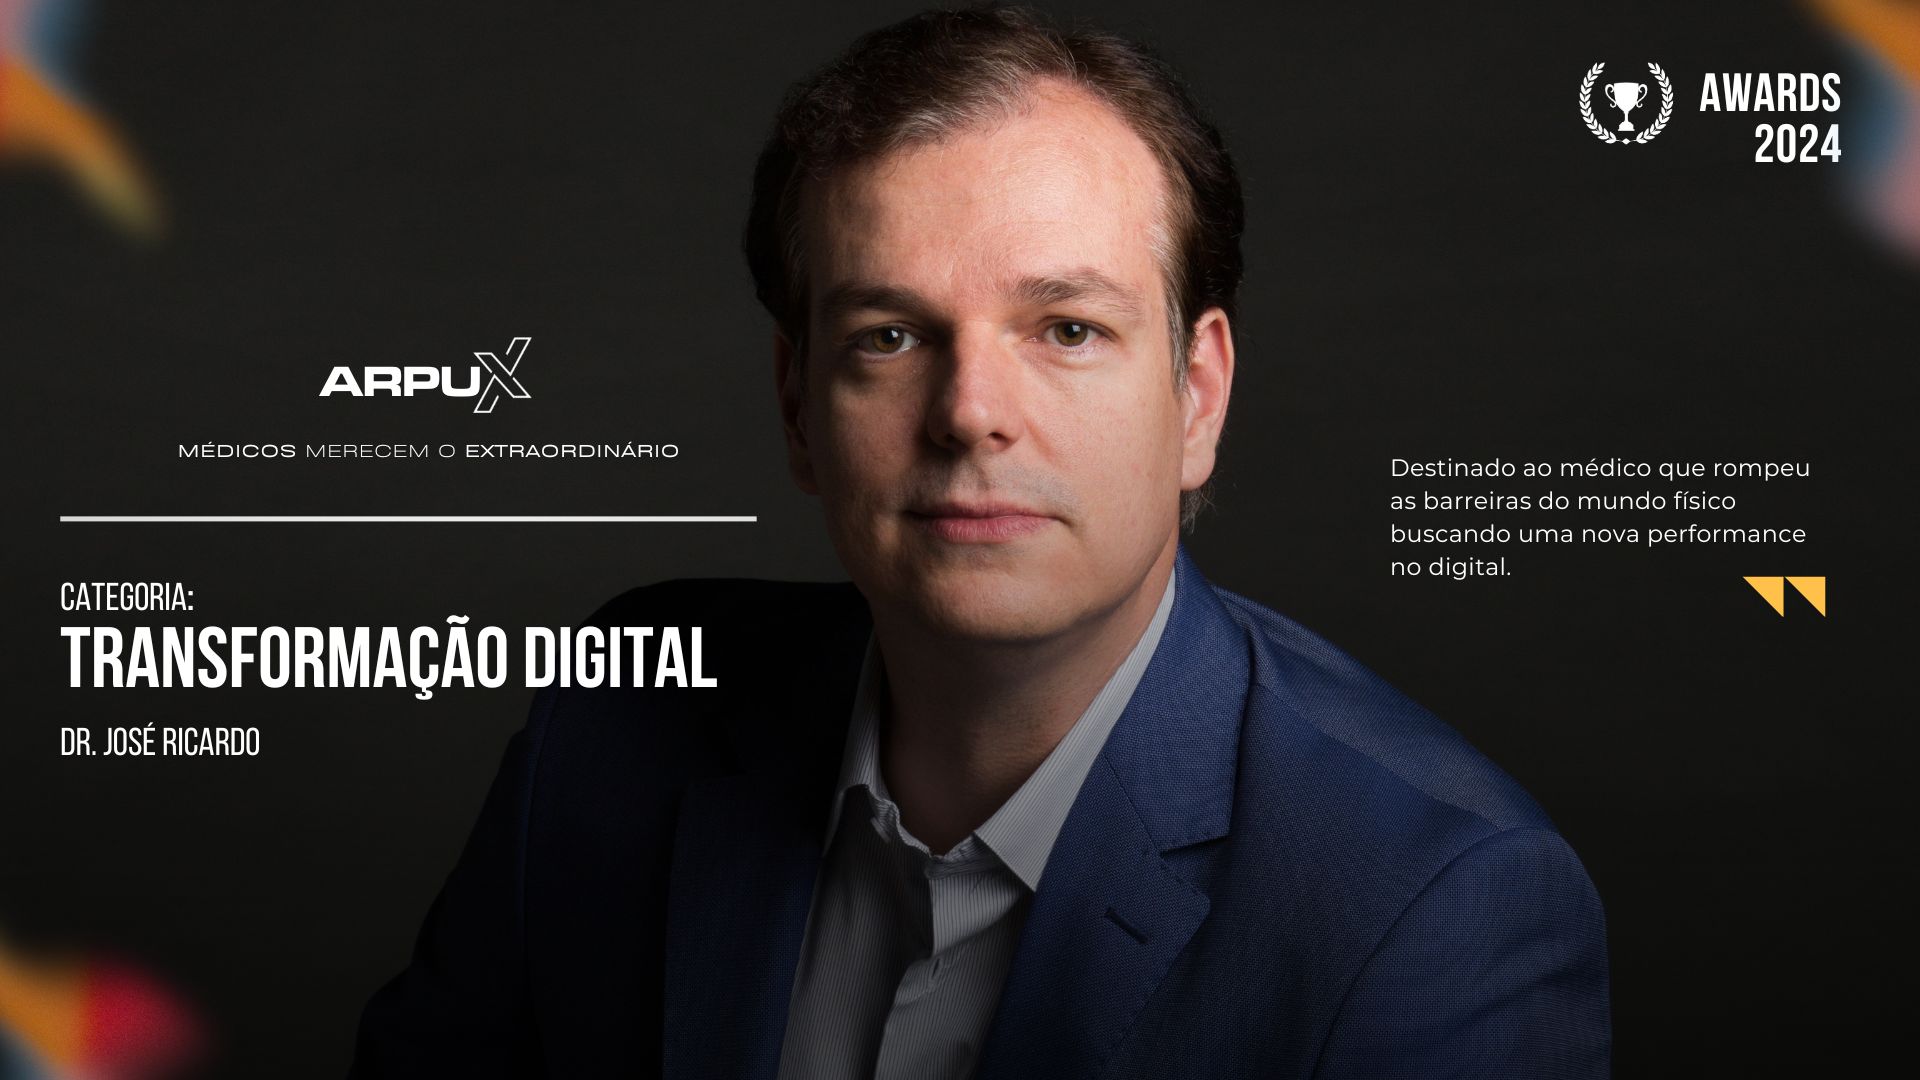 AWARDS
2024
ARPUX
MÉDICOS MERECEM O EXTRAORDINÁRIO
Destinado ao médico que rompeu
as barreiras do mundo físico
buscando uma nova performance
no digital.
CATEGORIA:
TRANSFORMAÇÃO DIGITAL
DR. JOSÉ RICARDO